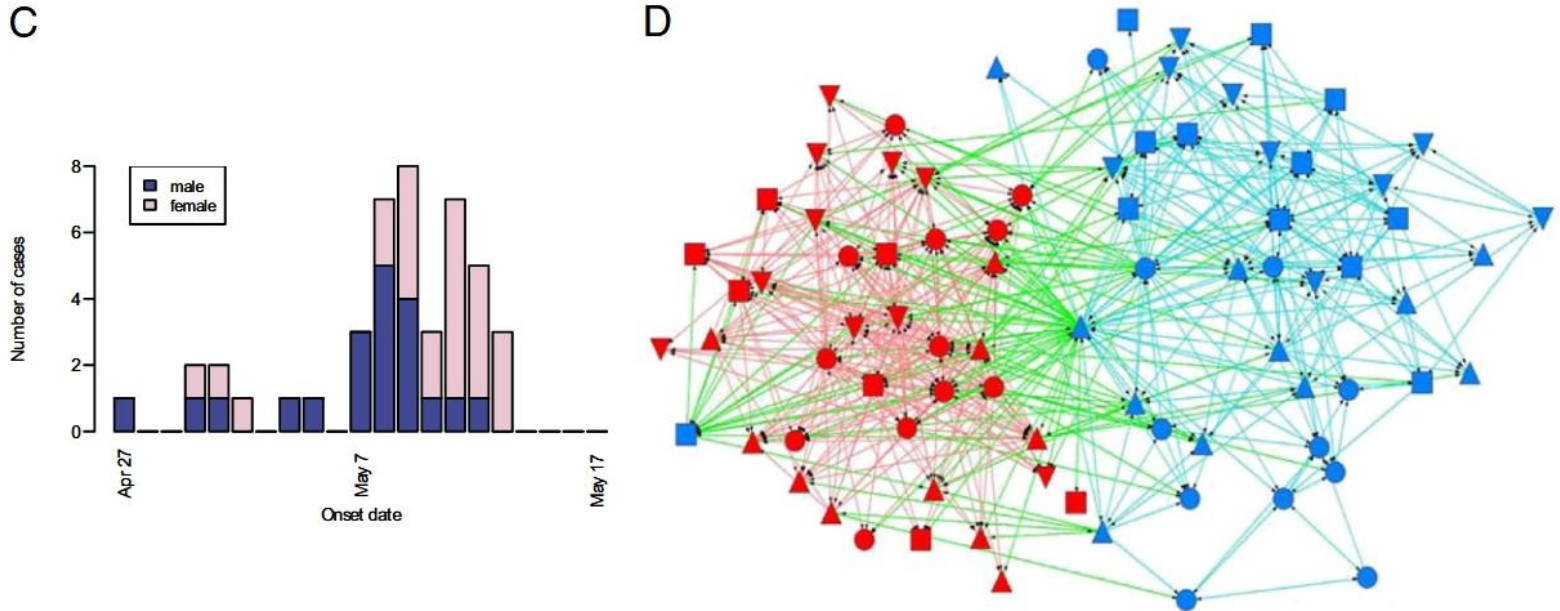 C
D
male
female
8
6
4
2
0
Number of cases
Apr 27
May 7
May 17
Onset date